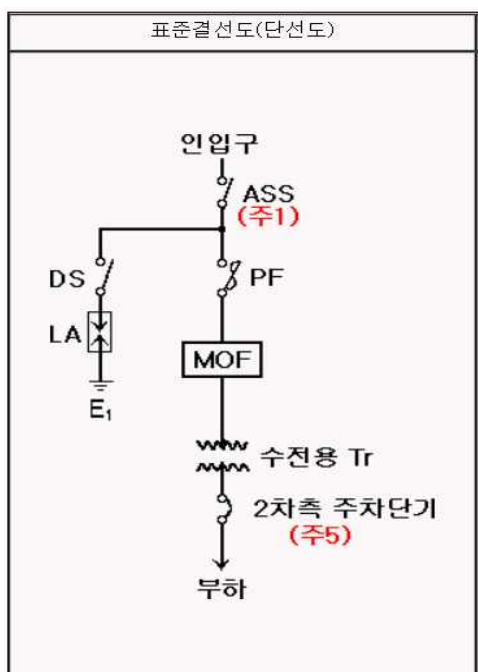 표준결선도(단선도)
인입구
ASS
(주1)
DS
PF
LA
MOF
E₁
수전용 Tr
2차측 주차단기
(주5)
부하